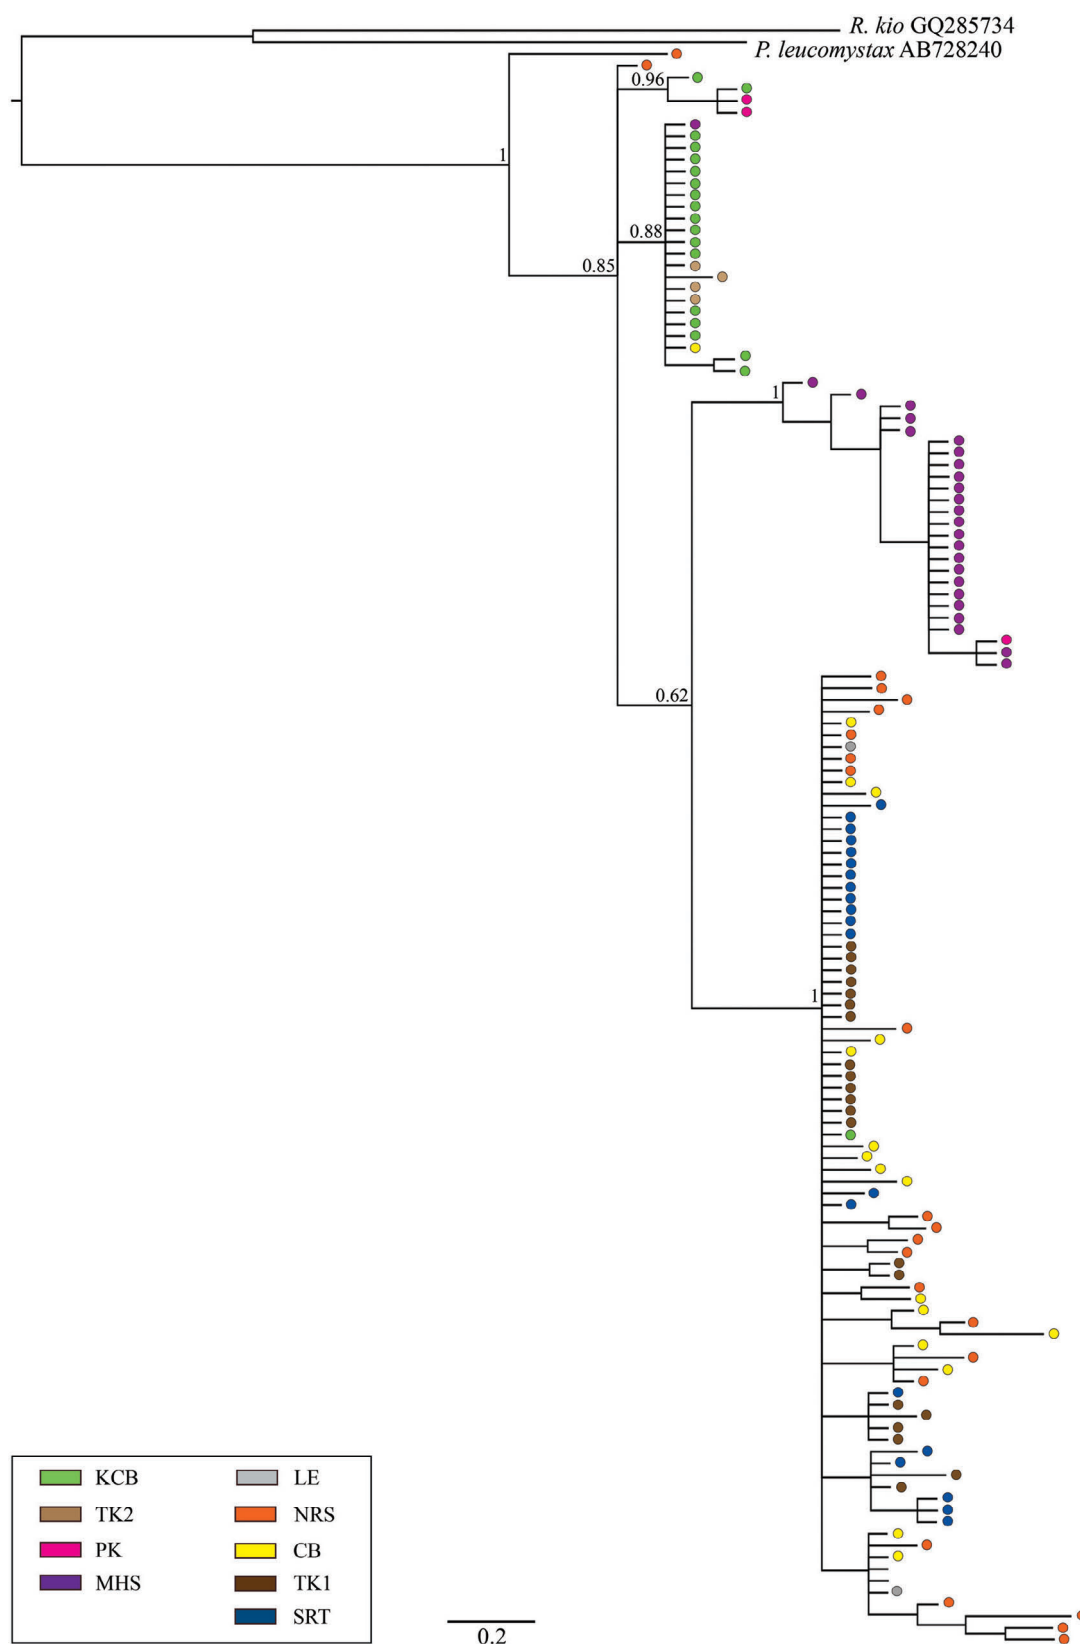 R. kio GQ285734
P. leucomystax AB728240
0.96
1
0.88
0.85
1
0.62
1
KCB
LE
TK2
NRS
PK
CB
MHS
TK1
SRT
0.2